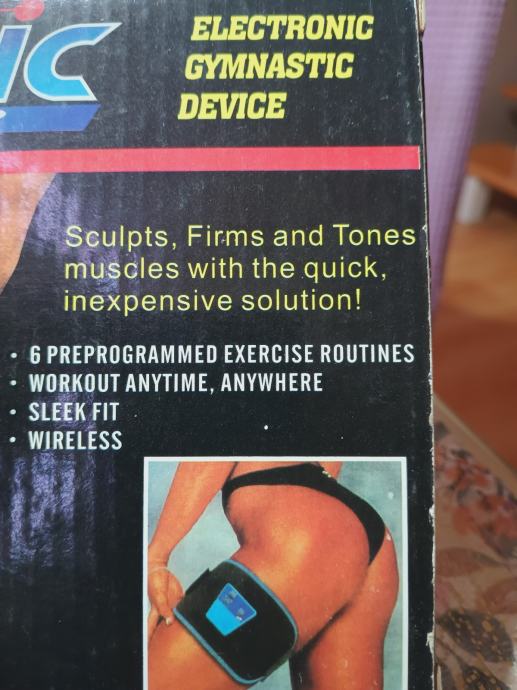 ic
ELECTRONIC
GYMNASTIC
DEVICE
Sculpts, Firms and Tones
muscles with the quick,
inexpensive solution!
• 6 PREPROGRAMMED EXERCISE ROUTINES
• WORKOUT ANYTIME, ANYWHERE
• SLEEK FIT
• WIRELESS